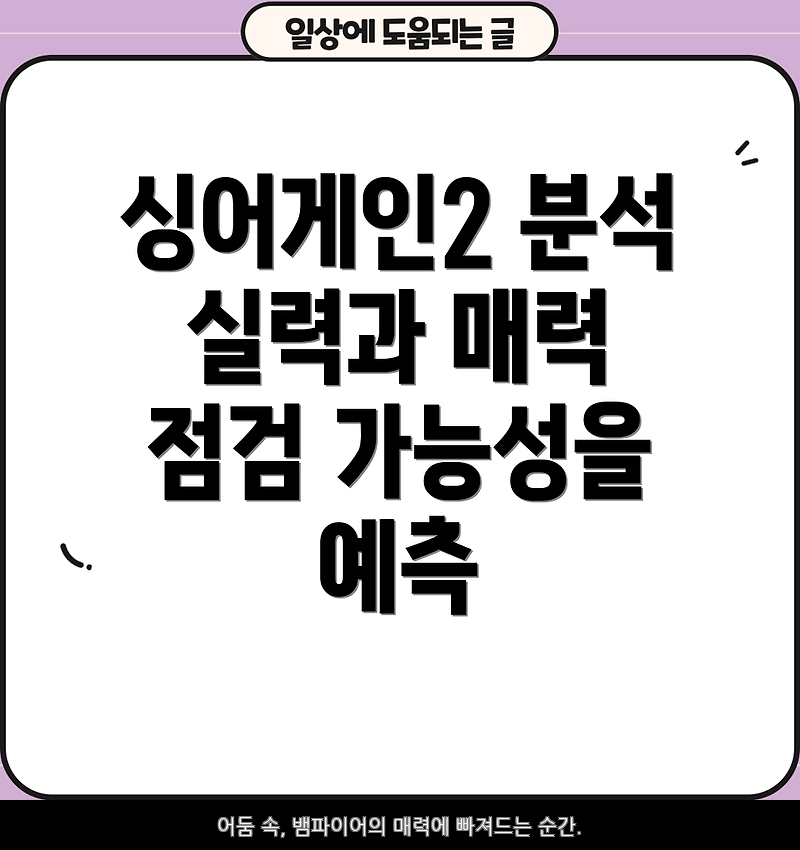 일상에 도움되는 글
싱어게인2 분석
실력과 매력
점검 가능성을
예측
어둠 속, 뱀파이어의 매력에 빠져드는 순간.